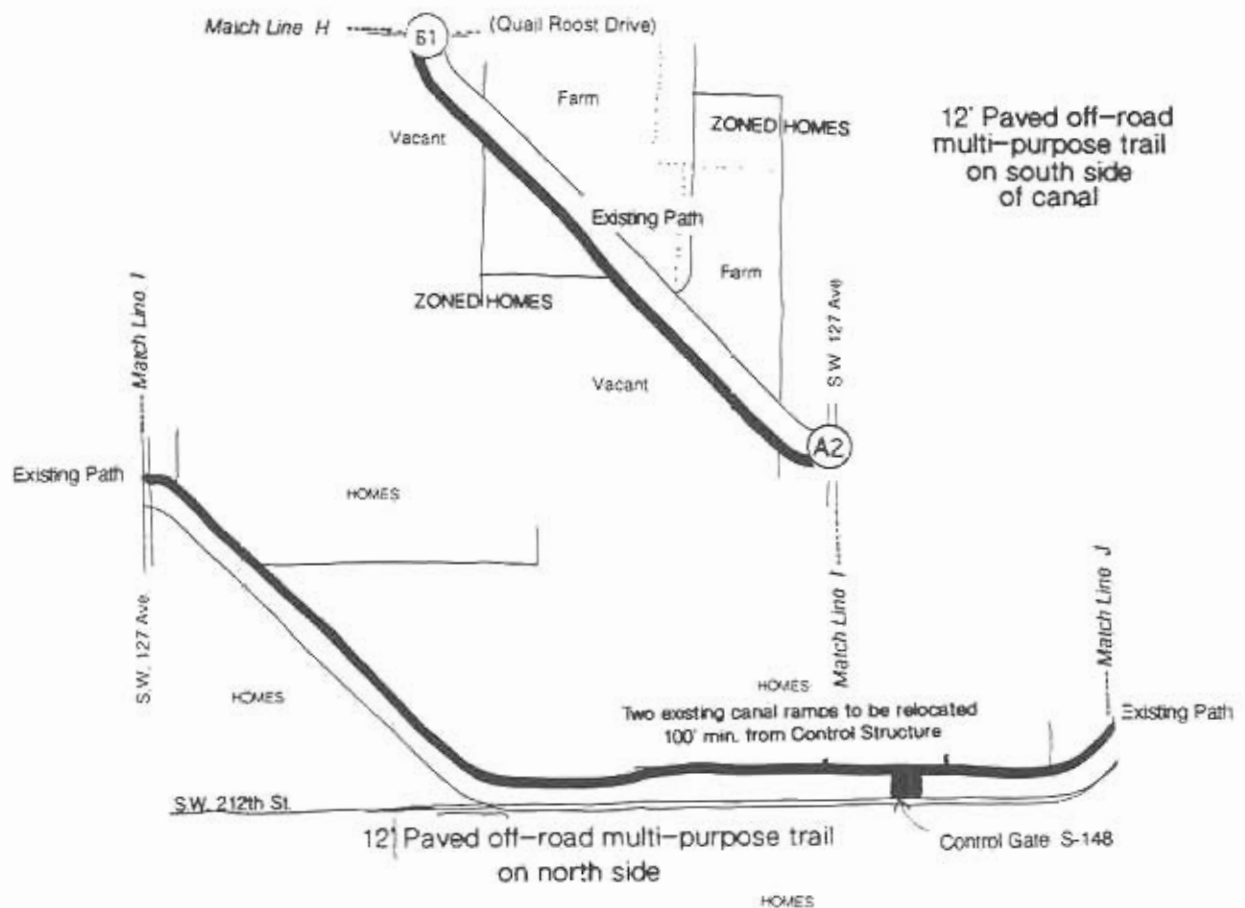 Match Line H
61
(Quail Roost Drive)
Farm
Vacant
ZONED HOMES
12' Paved off-road
multi-purpose trail
on south side
of canal
Existing Path
Farm
ZONED HOMES
Match Line I
S W 127 Ave
Vacant
A2
Existing Path
HOMES
Match Line I
Match Line J
S.W. 127 Ave.
HOMES
HOMES
Two existing canal ramps to be relocated
100' min. from Control Structure
Existing Path
S.W. 212th St.
12' Paved off-road multi-purpose trail
on north side
Control Gate S-148
HOMES